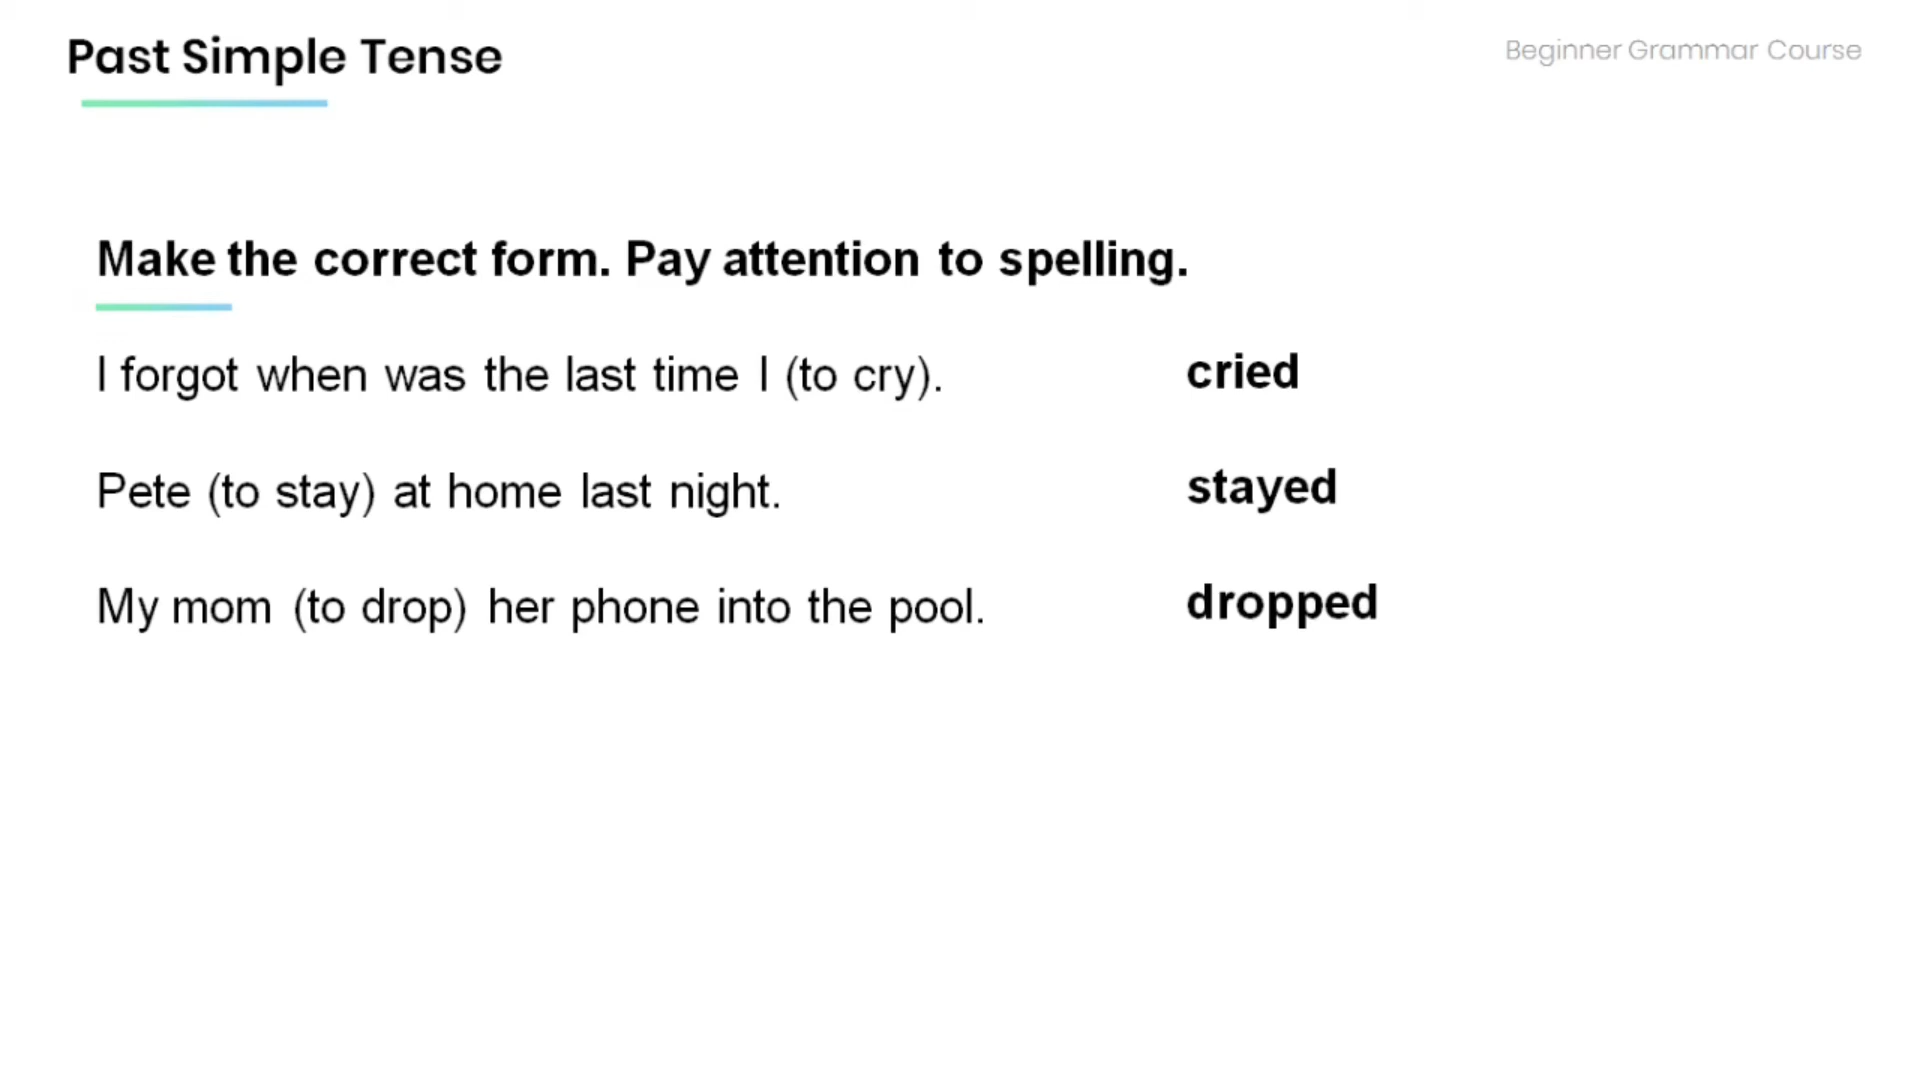 Past Simple Tense
Beginner Grammar Course
Make the correct form. Pay attention to spelling.
I forgot when was the last time I (to cry). cried
Pete (to stay) at home last night. stayed
My mom (to drop) her phone into the pool. dropped